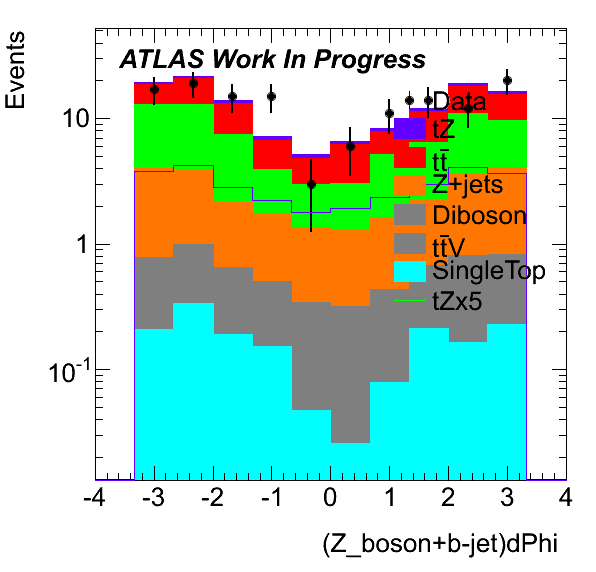 Events
ATLAS Work In Progress
Data
tZ
tt̄
Z+jets
Diboson
tt̄V
SingleTop
tZx5
10
1
10⁻¹
-4 -3 -2 -1 0 1 2 3 4
(Z_boson+b-jet)dPhi